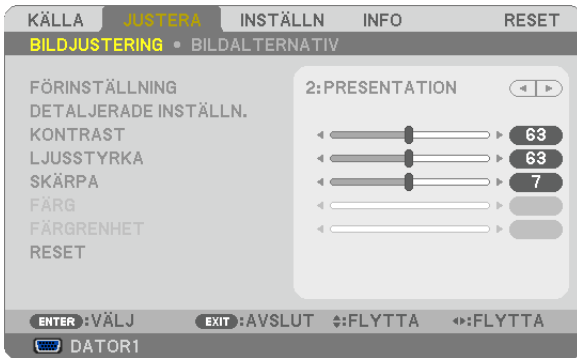 KÄLLA JUSTERA INSTÄLLN INFO RESET
BILDJUSTERING • BILDALTERNATIV
FÖRINSTÄLLNING 2:PRESENTATION
DETALJERADE INSTÄLLN.
KONTRAST 63
LJUSSTYRKA 63
SKÄRPA 7
FÄRG
FÄRGRENHET
RESET
ENTER :VÄLJ EXIT :AVSLUT :FLYTTA :FLYTTA
DATOR1